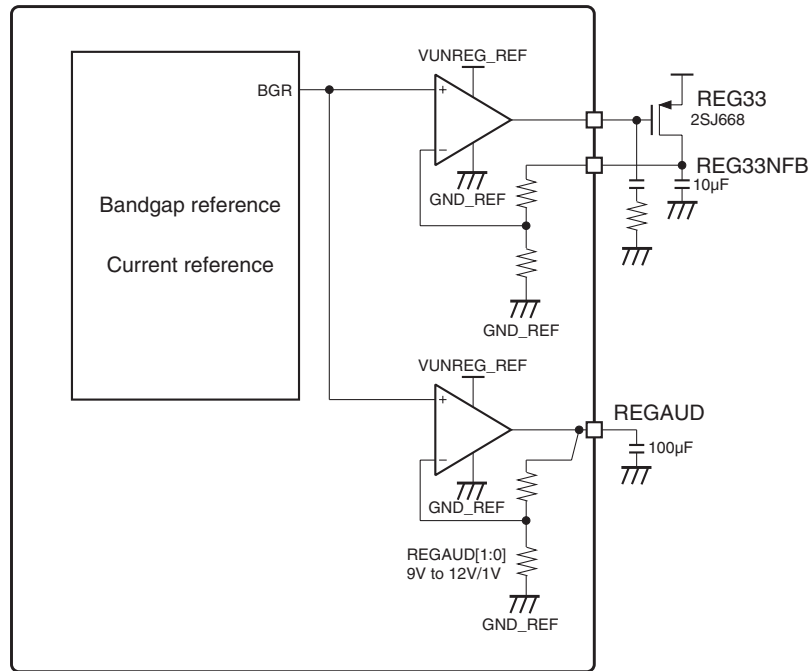 VUNREG_REF
BGR
+
−
GND_REF
REG33
2SJ668
REG33NFB
10μF
Bandgap reference
Current reference
GND_REF
VUNREG_REF
+
−
REGAUD
100μF
GND_REF
REGAUD[1:0]
9V to 12V/1V
GND_REF